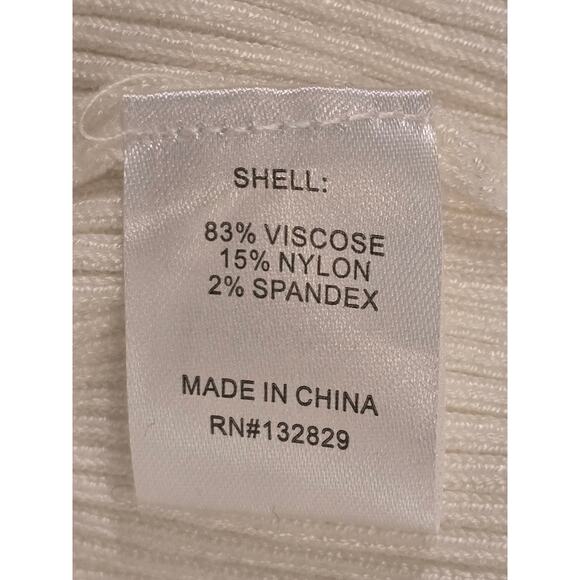 SHELL:
83% VISCOSE
15% NYLON
2% SPANDEX
MADE IN CHINA
RN#132829